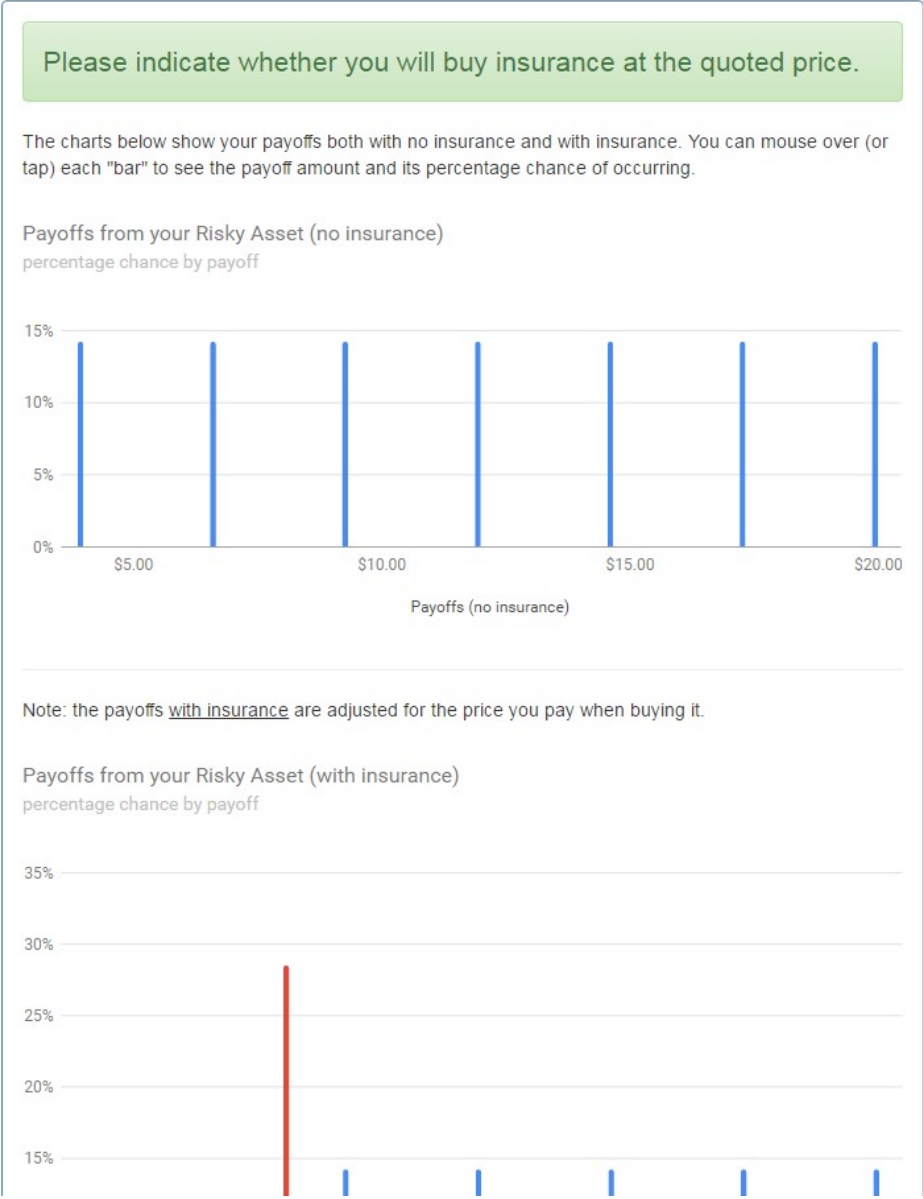 Please indicate whether you will buy insurance at the quoted price.
The charts below show your payoffs both with no insurance and with insurance. You can mouse over (or
tap) each "bar" to see the payoff amount and its percentage chance of occurring.
Payoffs from your Risky Asset (no insurance)
percentage chance by payoff
15%
10%
5%
0%
$5.00 $10.00 $15.00 $20.00
Payoffs (no insurance)
Note: the payoffs with insurance are adjusted for the price you pay when buying it.
Payoffs from your Risky Asset (with insurance)
percentage chance by payoff
35%
30%
25%
20%
15%